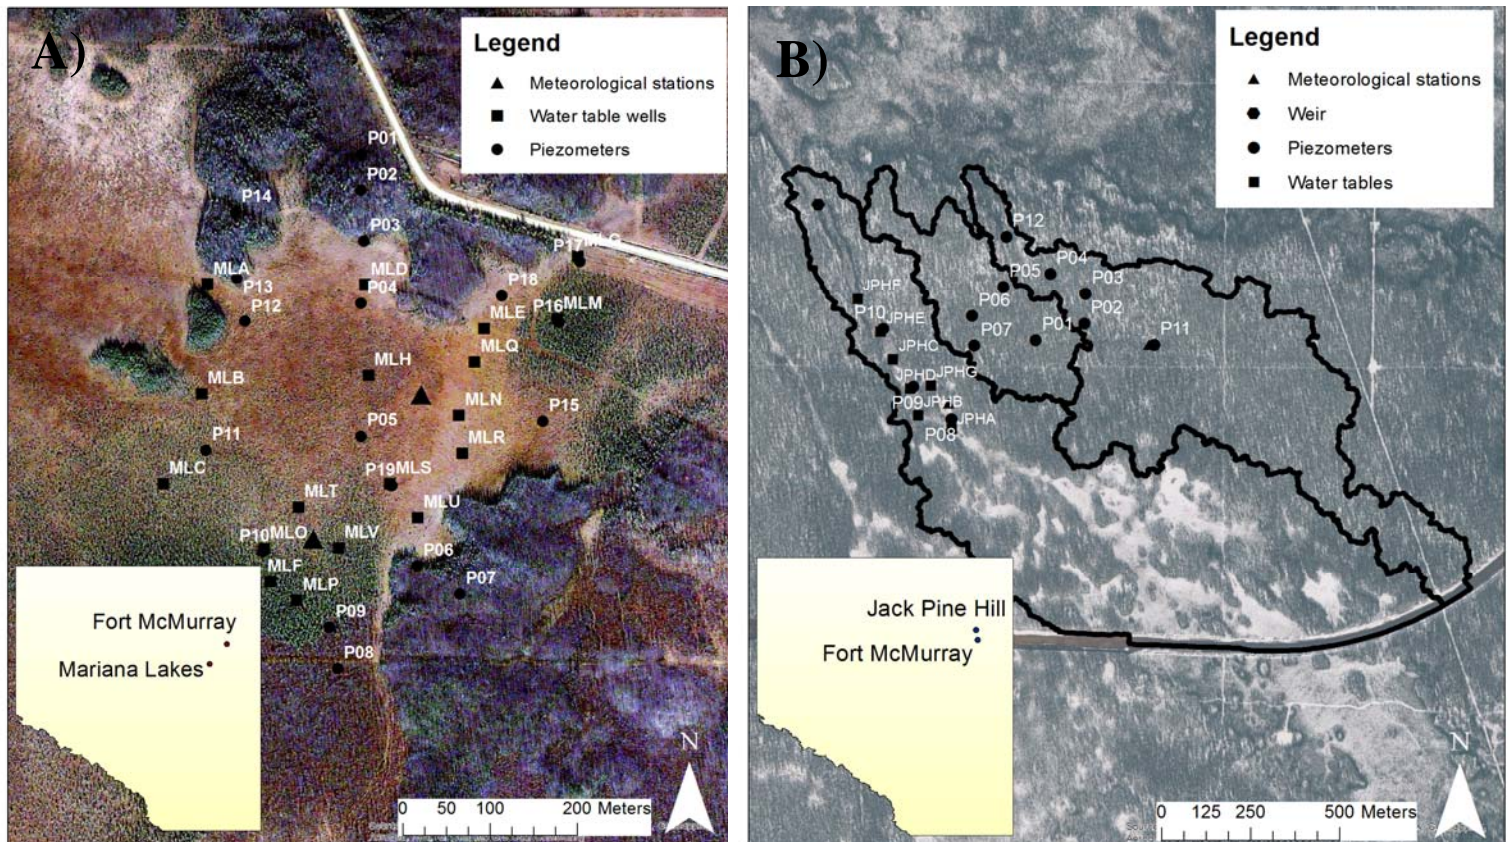 A)
Legend
Meteorological stations
Water table wells
Piezometers
P01
P02
P14
P03
P17
MLA
P13
MLD
P04
P18
P12
P16 MLM
MLE
MLQ
MLH
MLB
MLN
P15
P05
MLR
P11
P19 MLS
MLC
MLT
MLU
P10 MLO
MLV
P06
MLF
P07
MLP
P09
P08
Fort McMurray
Mariana Lakes
N
0 50 100 200 Meters
B)
Legend
Meteorological stations
Weir
Piezometers
Water tables
P12
P04
P05
P03
JPHF
P06
P02
P10 JPHE
P07
P01
P11
JPHC
JPHD
JPHG
P09
JPHB
JPHA
P08
Jack Pine Hill
Fort McMurray
N
0 125 250 500 Meters